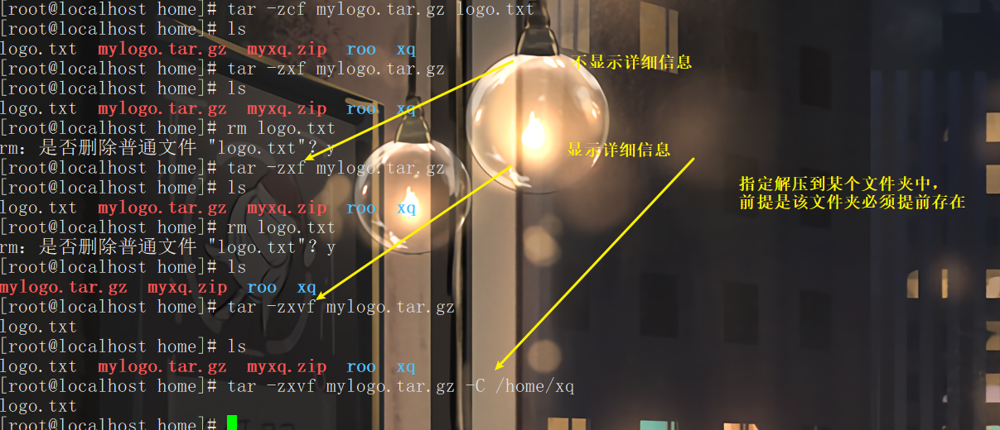 [root@localhost home]# tar -zcf mylogo.tar.gz logo.txt
[root@localhost home]# ls
logo.txt  mylogo.tar.gz  myxq.zip  roo  xq
[root@localhost home]# tar -zxf mylogo.tar.gz
不显示详细信息
[root@localhost home]# ls
logo.txt  mylogo.tar.gz  myxq.zip  roo  xq
[root@localhost home]# rm logo.txt
rm：是否删除普通文件 "logo.txt"？y
显示详细信息
[root@localhost home]# tar -zxf mylogo.tar.gz
[root@localhost home]# ls
指定解压到某个文件夹中，
前提是该文件夹必须提前存在
logo.txt  mylogo.tar.gz  myxq.zip  roo  xq
[root@localhost home]# rm logo.txt
rm：是否删除普通文件 "logo.txt"？y
[root@localhost home]# ls
mylogo.tar.gz  myxq.zip  roo  xq
[root@localhost home]# tar -zxvf mylogo.tar.gz
logo.txt
[root@localhost home]# ls
logo.txt  mylogo.tar.gz  myxq.zip  roo  xq
[root@localhost home]# tar -zxvf mylogo.tar.gz -C /home/xq
logo.txt
[root@localhost home]#